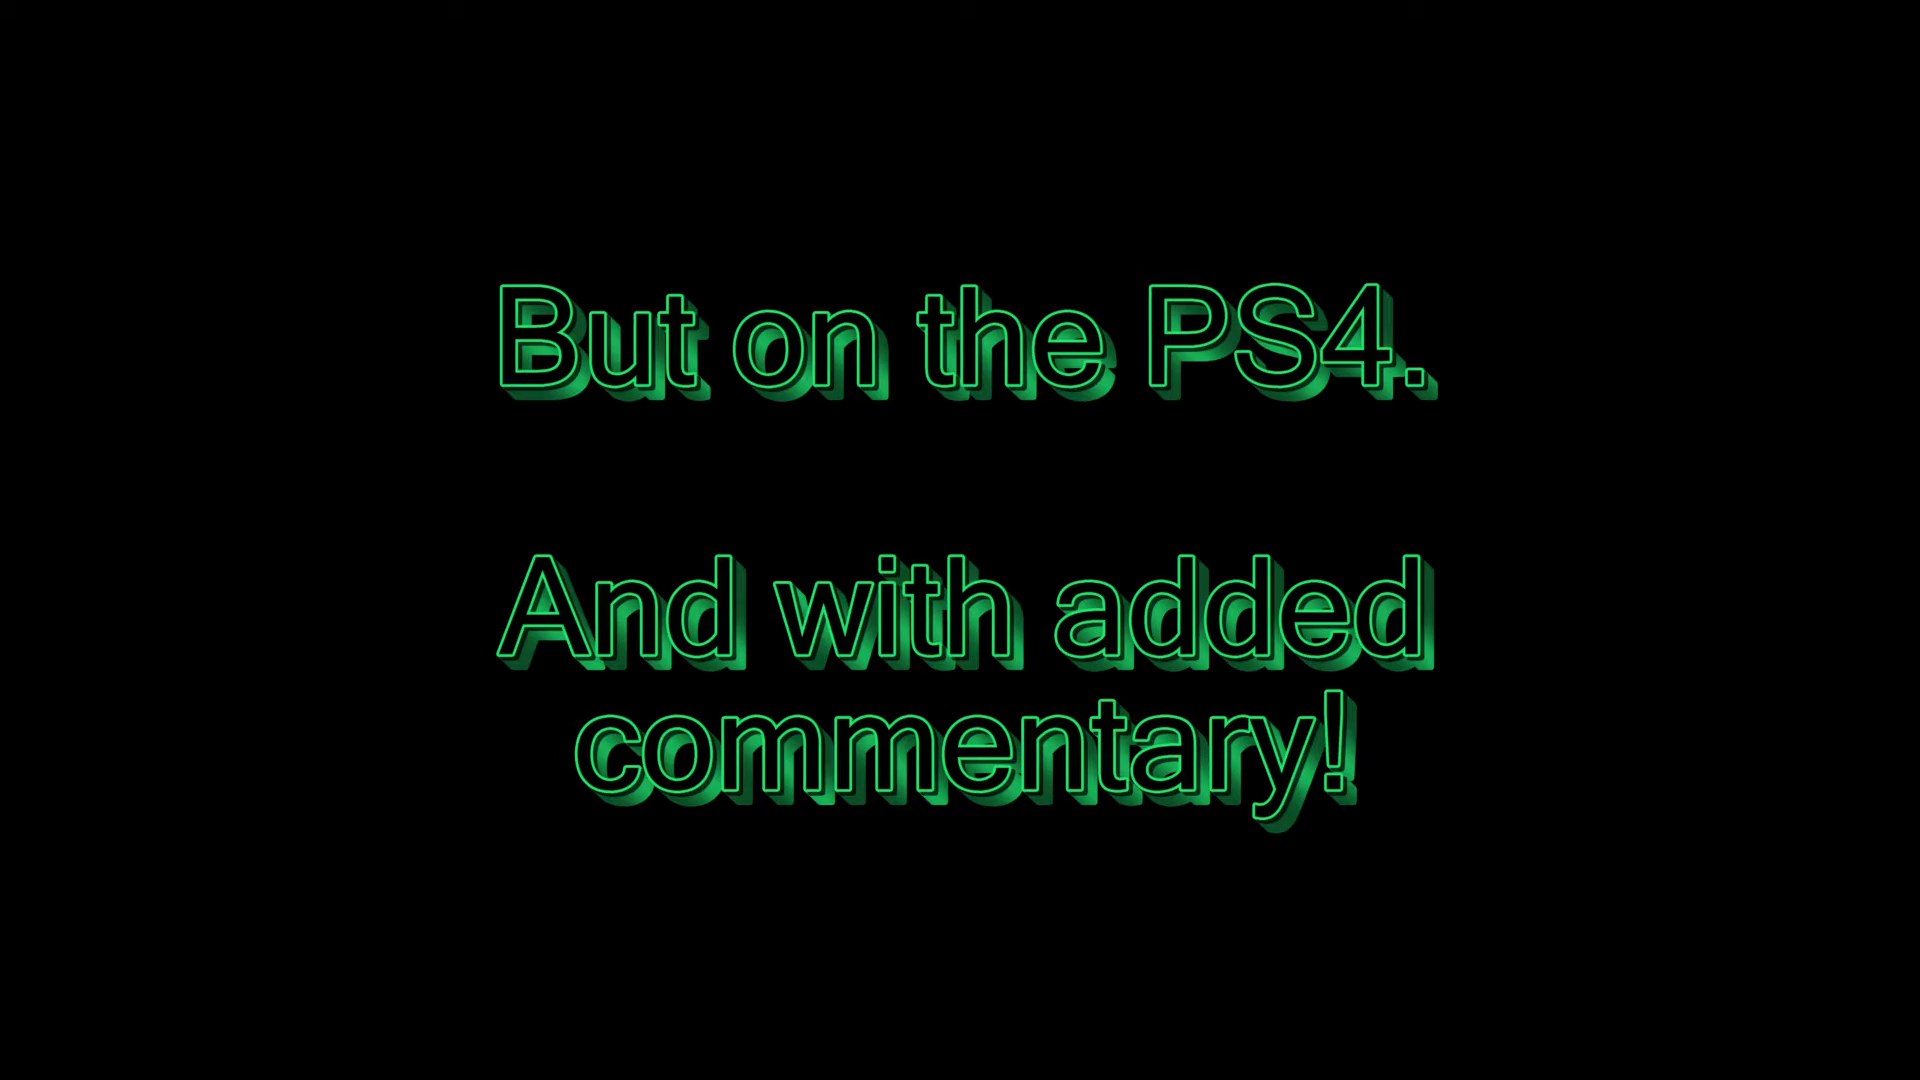 But on the PS4.
And with added
commentary!